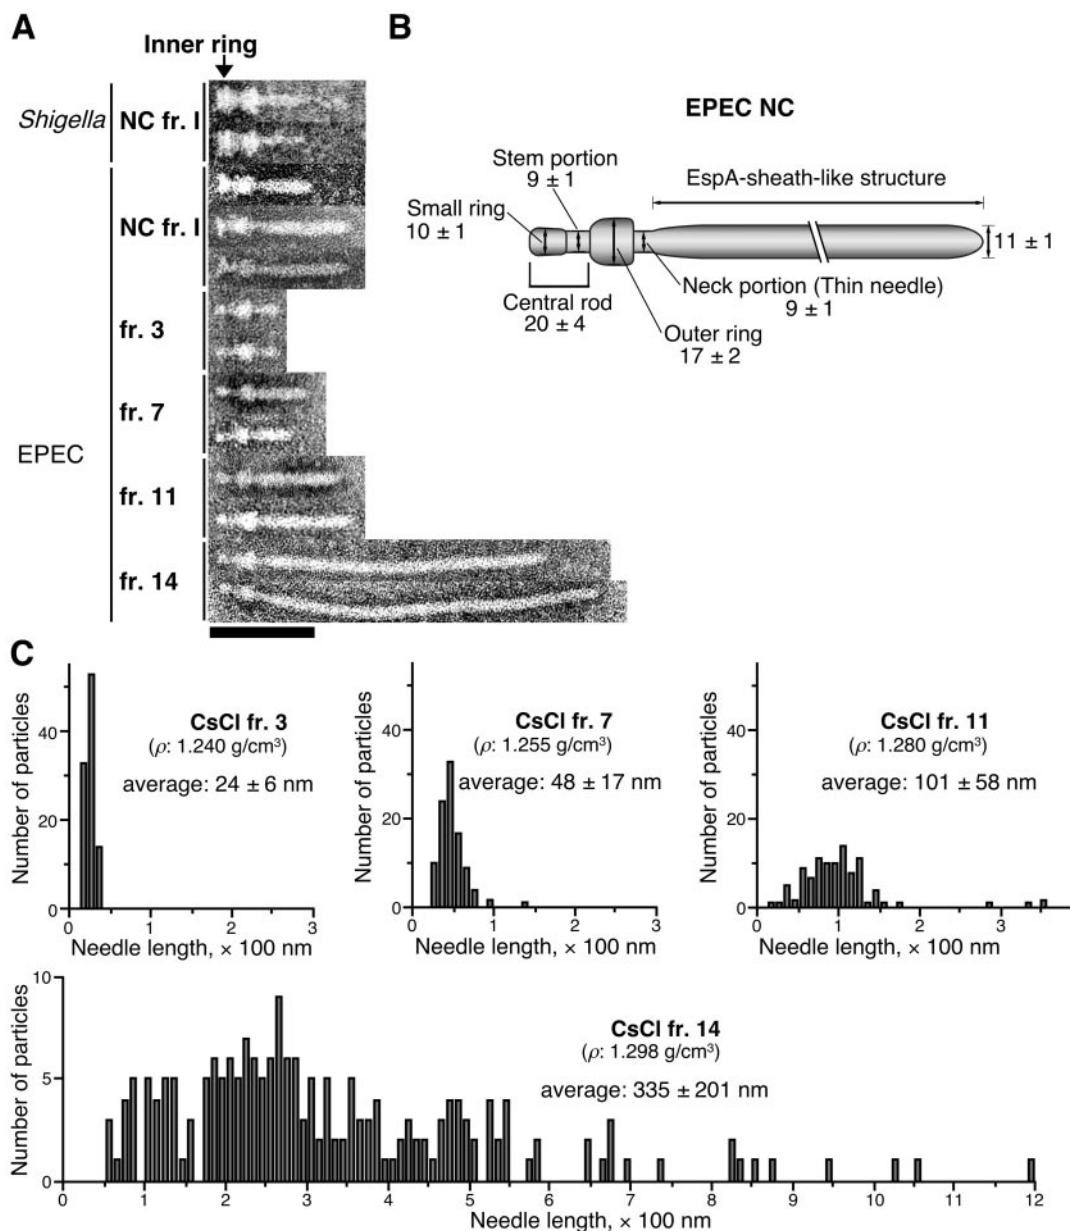 A
Inner ring
Shigella
NC fr. I
NC fr. I
fr. 3
fr. 7
EPEC
fr. 11
fr. 14
B
EPEC NC
Stem portion
9 ± 1
EspA-sheath-like structure
Small ring
10 ± 1
11 ± 1
Central rod
20 ± 4
Neck portion (Thin needle)
9 ± 1
Outer ring
17 ± 2
C
Number of particles
40
20
0
CsCl fr. 3
(ρ: 1.240 g/cm³)
average: 24 ± 6 nm
0 1 2 3
Needle length, × 100 nm
Number of particles
40
20
0
CsCl fr. 7
(ρ: 1.255 g/cm³)
average: 48 ± 17 nm
0 1 2 3
Needle length, × 100 nm
Number of particles
40
20
0
CsCl fr. 11
(ρ: 1.280 g/cm³)
average: 101 ± 58 nm
0 1 2 3
Needle length, × 100 nm
Number of particles
10
5
0
CsCl fr. 14
(ρ: 1.298 g/cm³)
average: 335 ± 201 nm
0 1 2 3 4 5 6 7 8 9 10 11 12
Needle length, × 100 nm